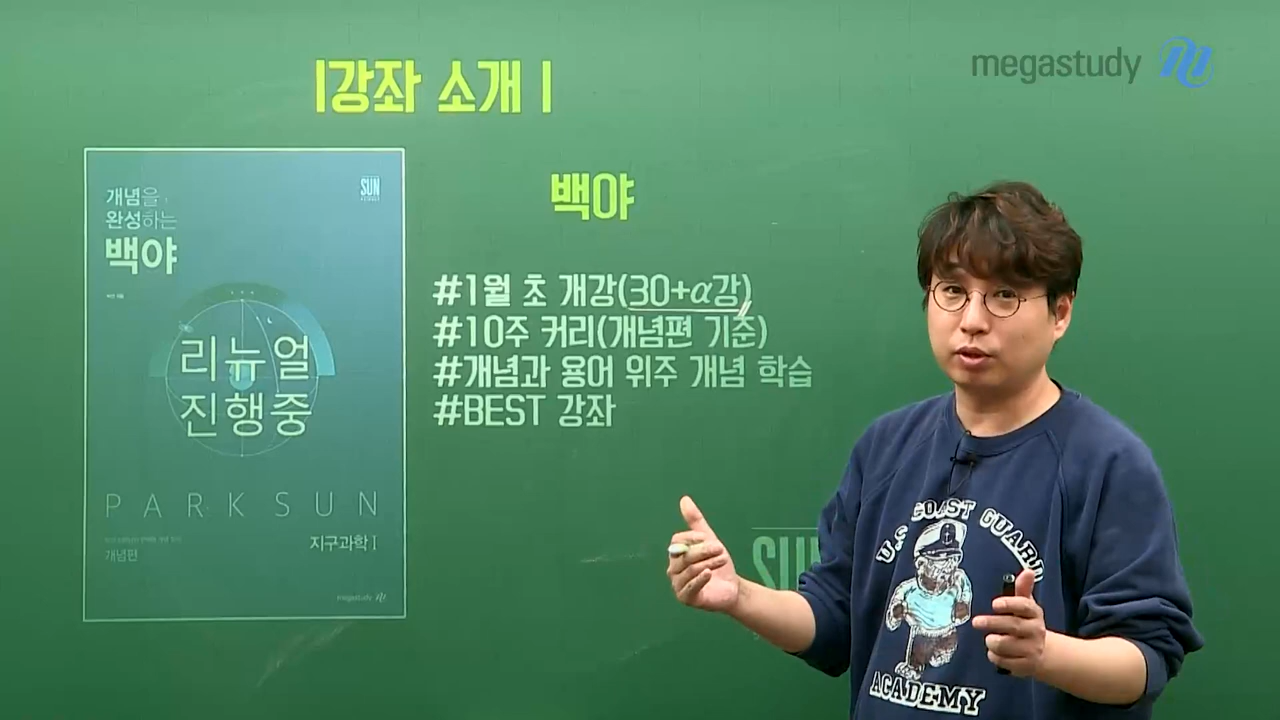 megastudy
|강좌 소개|
개념을
완성하는
백야
SUN
리뉴얼
진행중
PARK SUN
개념편
지구과학 I
megastudy
백야
#1월 초 개강(30+α강)
#10주 커리(개념편 기준)
#개념과 용어 위주 개념 학습
#BEST 강좌
SUN
U.S. COAST GUARD
ACADEMY